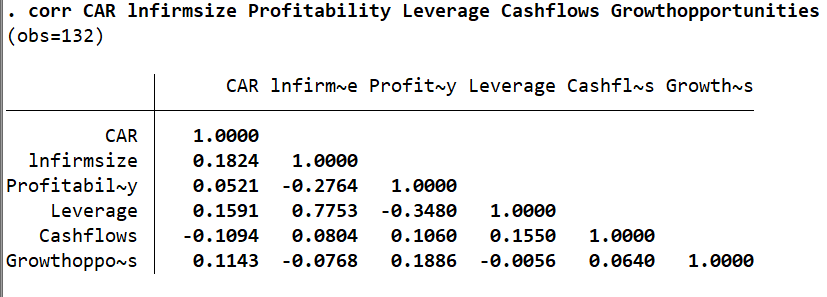 . corr CAR lnfirmsize Profitability Leverage Cashflows Growthopportunities
(obs=132)
CAR lnfirm~e Profit~y Leverage Cashfl~s Growth~s
CAR 1.0000
lnfirmsize 0.1824 1.0000
Profitabil~y 0.0521 -0.2764 1.0000
Leverage 0.1591 0.7753 -0.3480 1.0000
Cashflows -0.1094 0.0804 0.1060 0.1550 1.0000
Growthoppo~s 0.1143 -0.0768 0.1886 -0.0056 0.0640 1.0000